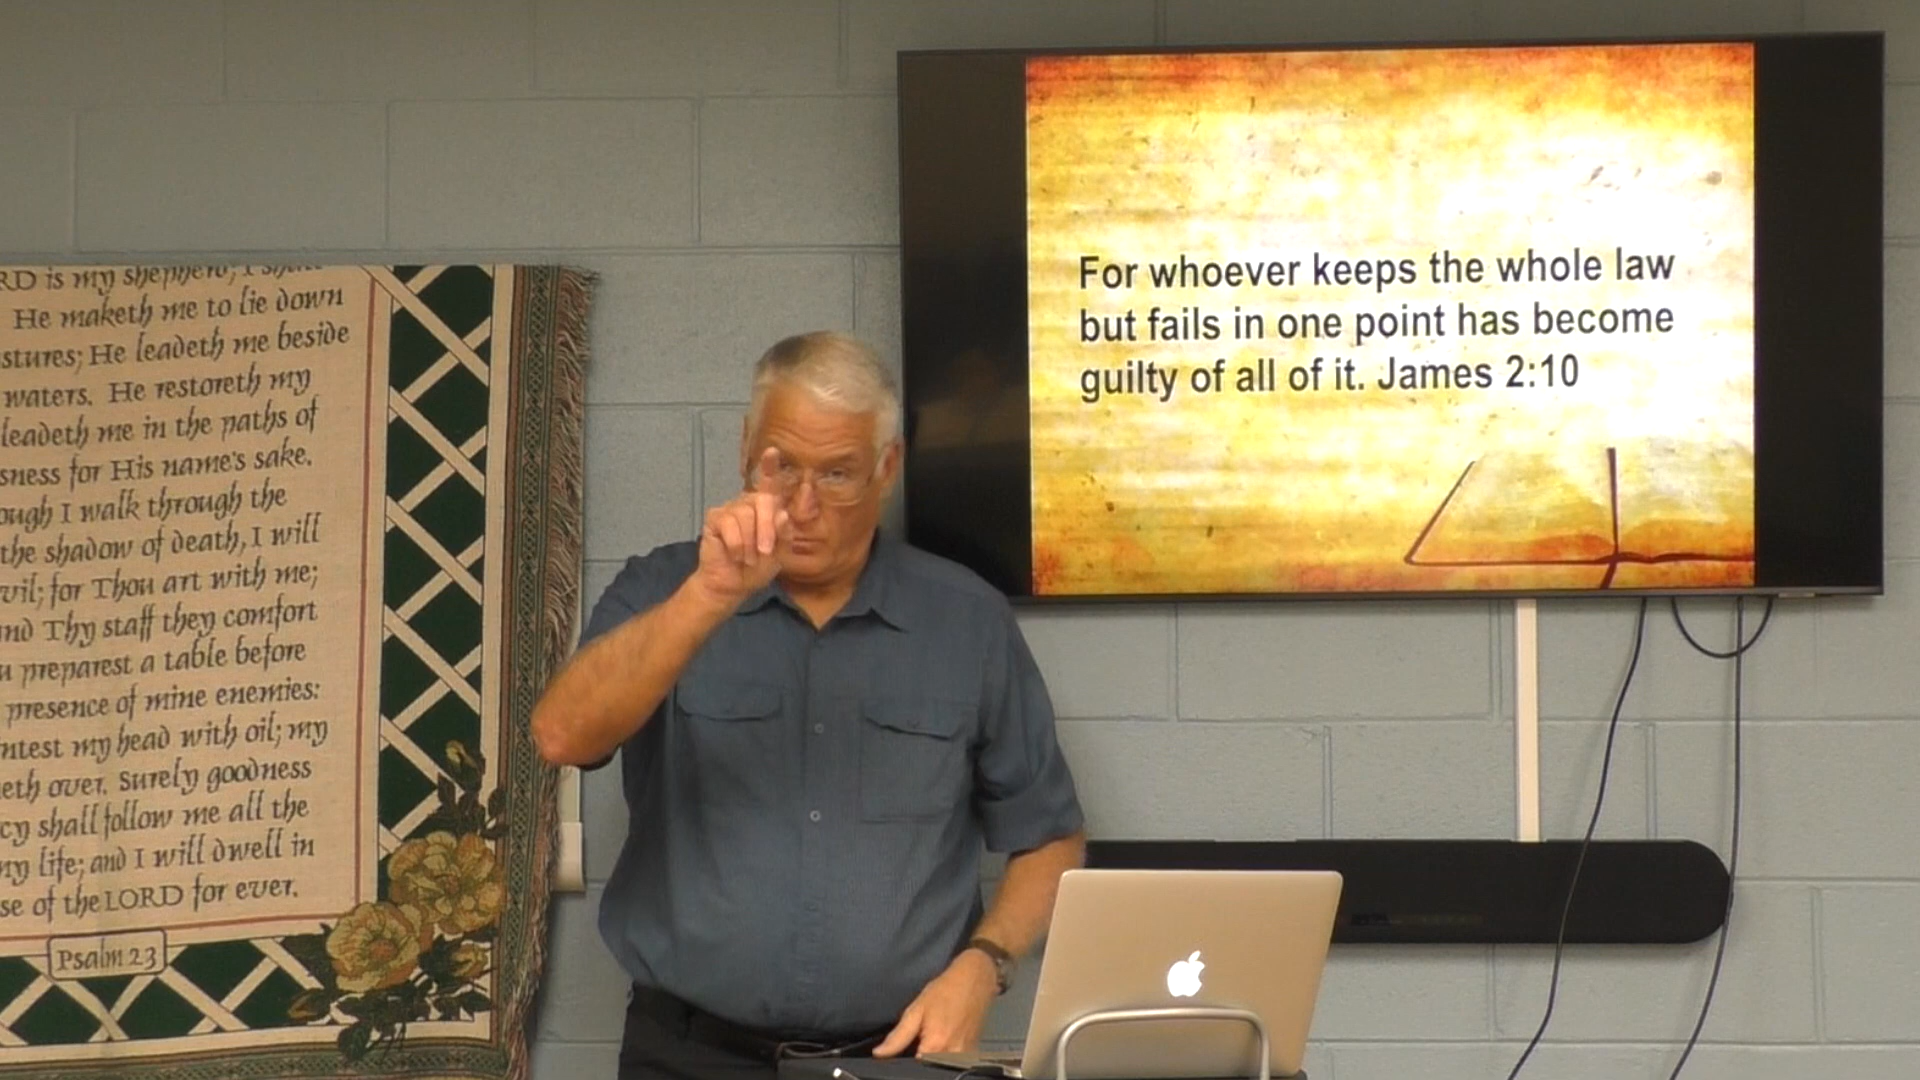 RD is my shepherd; I shall
He maketh me to lie down
stures; He leadeth me beside
waters. He restoreth my
leadeth me in the paths of
sness for His name's sake.
ough I walk through the
the shadow of death, I will
vil; for Thou art with me;
nd Thy staff they comfort
u preparest a table before
presence of mine enemies:
ntest my head with oil; my
eth over. Surely goodness
cy shall follow me all the
my life; and I will dwell in
se of the LORD for ever.
Psalm 23
For whoever keeps the whole law
but fails in one point has become
guilty of all of it. James 2:10